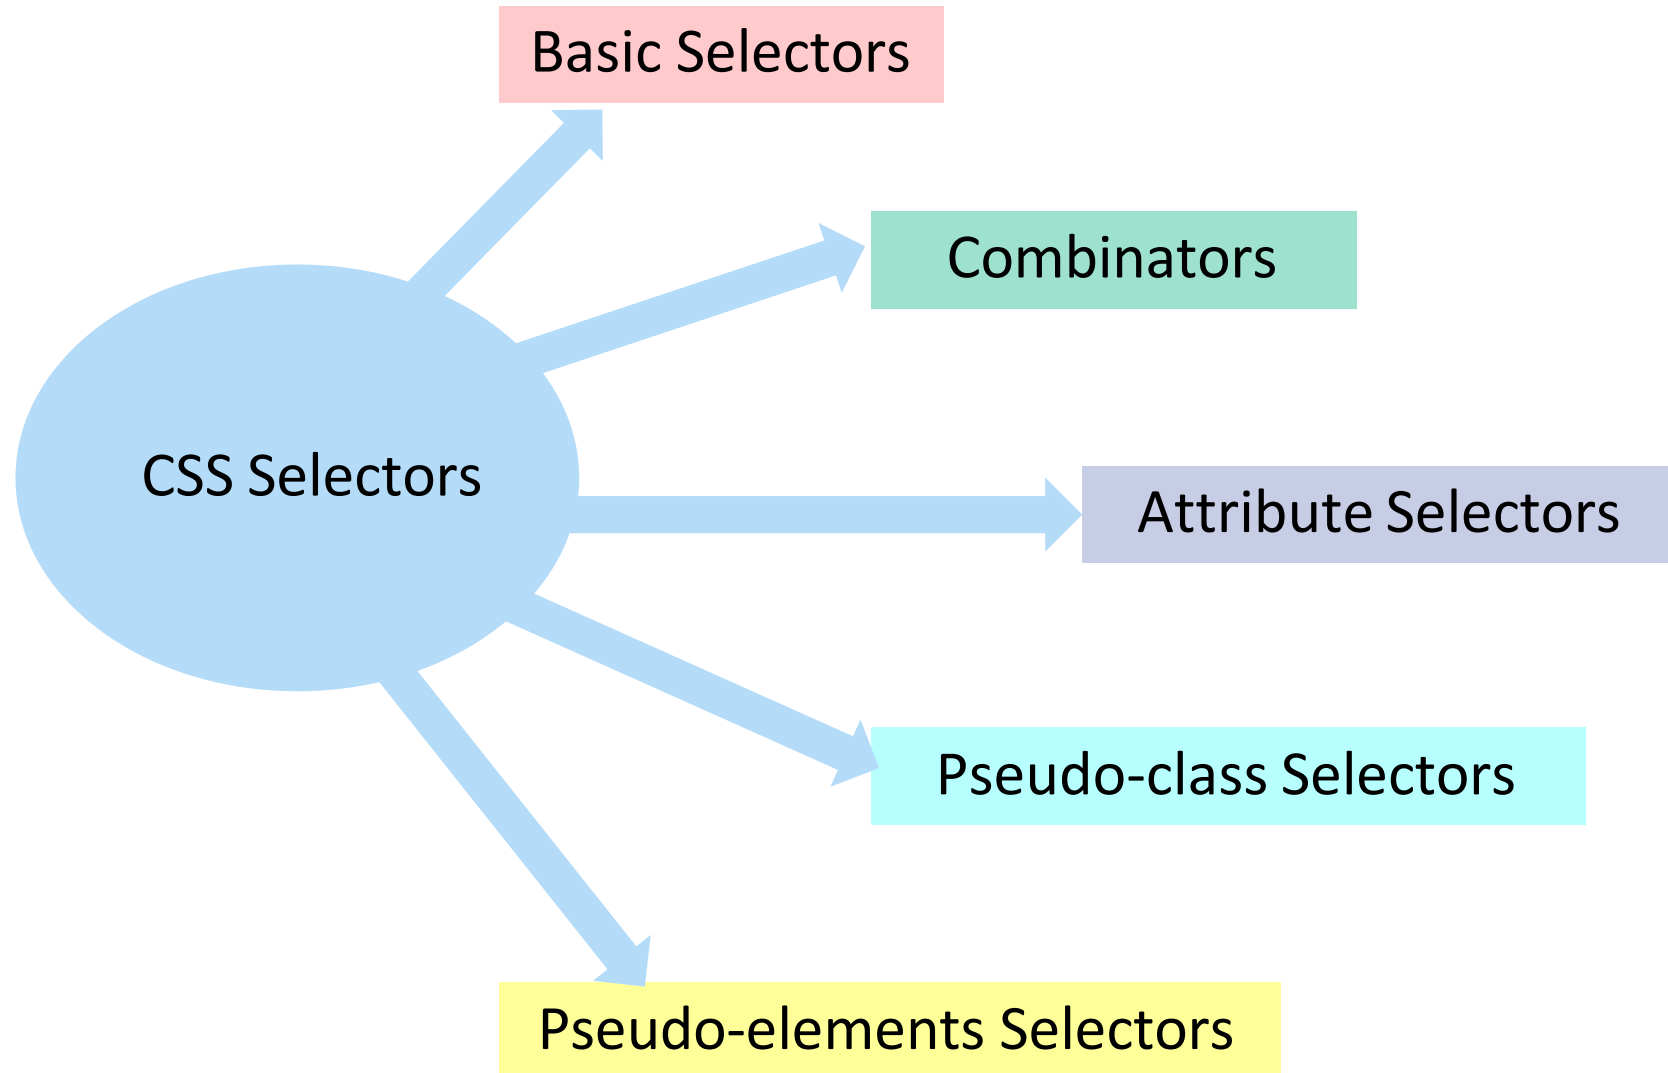 Basic Selectors
Combinators
CSS Selectors
Attribute Selectors
Pseudo-class Selectors
Pseudo-elements Selectors